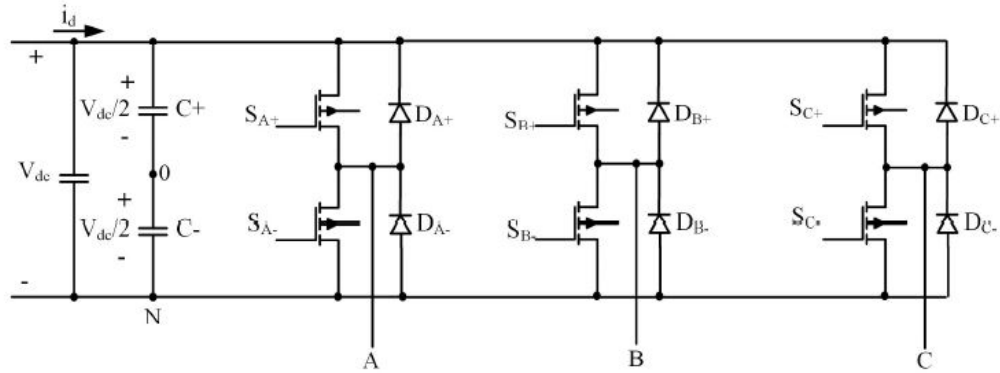 i_d
+
+
V_dc/2
C+
-
S_A+
D_A+
S_B+
D_B+
S_C+
D_C+
V_dc
0
+
V_dc/2
C-
-
S_A-
D_A-
S_B-
D_B-
S_C-
D_C-
-
N
A
B
C